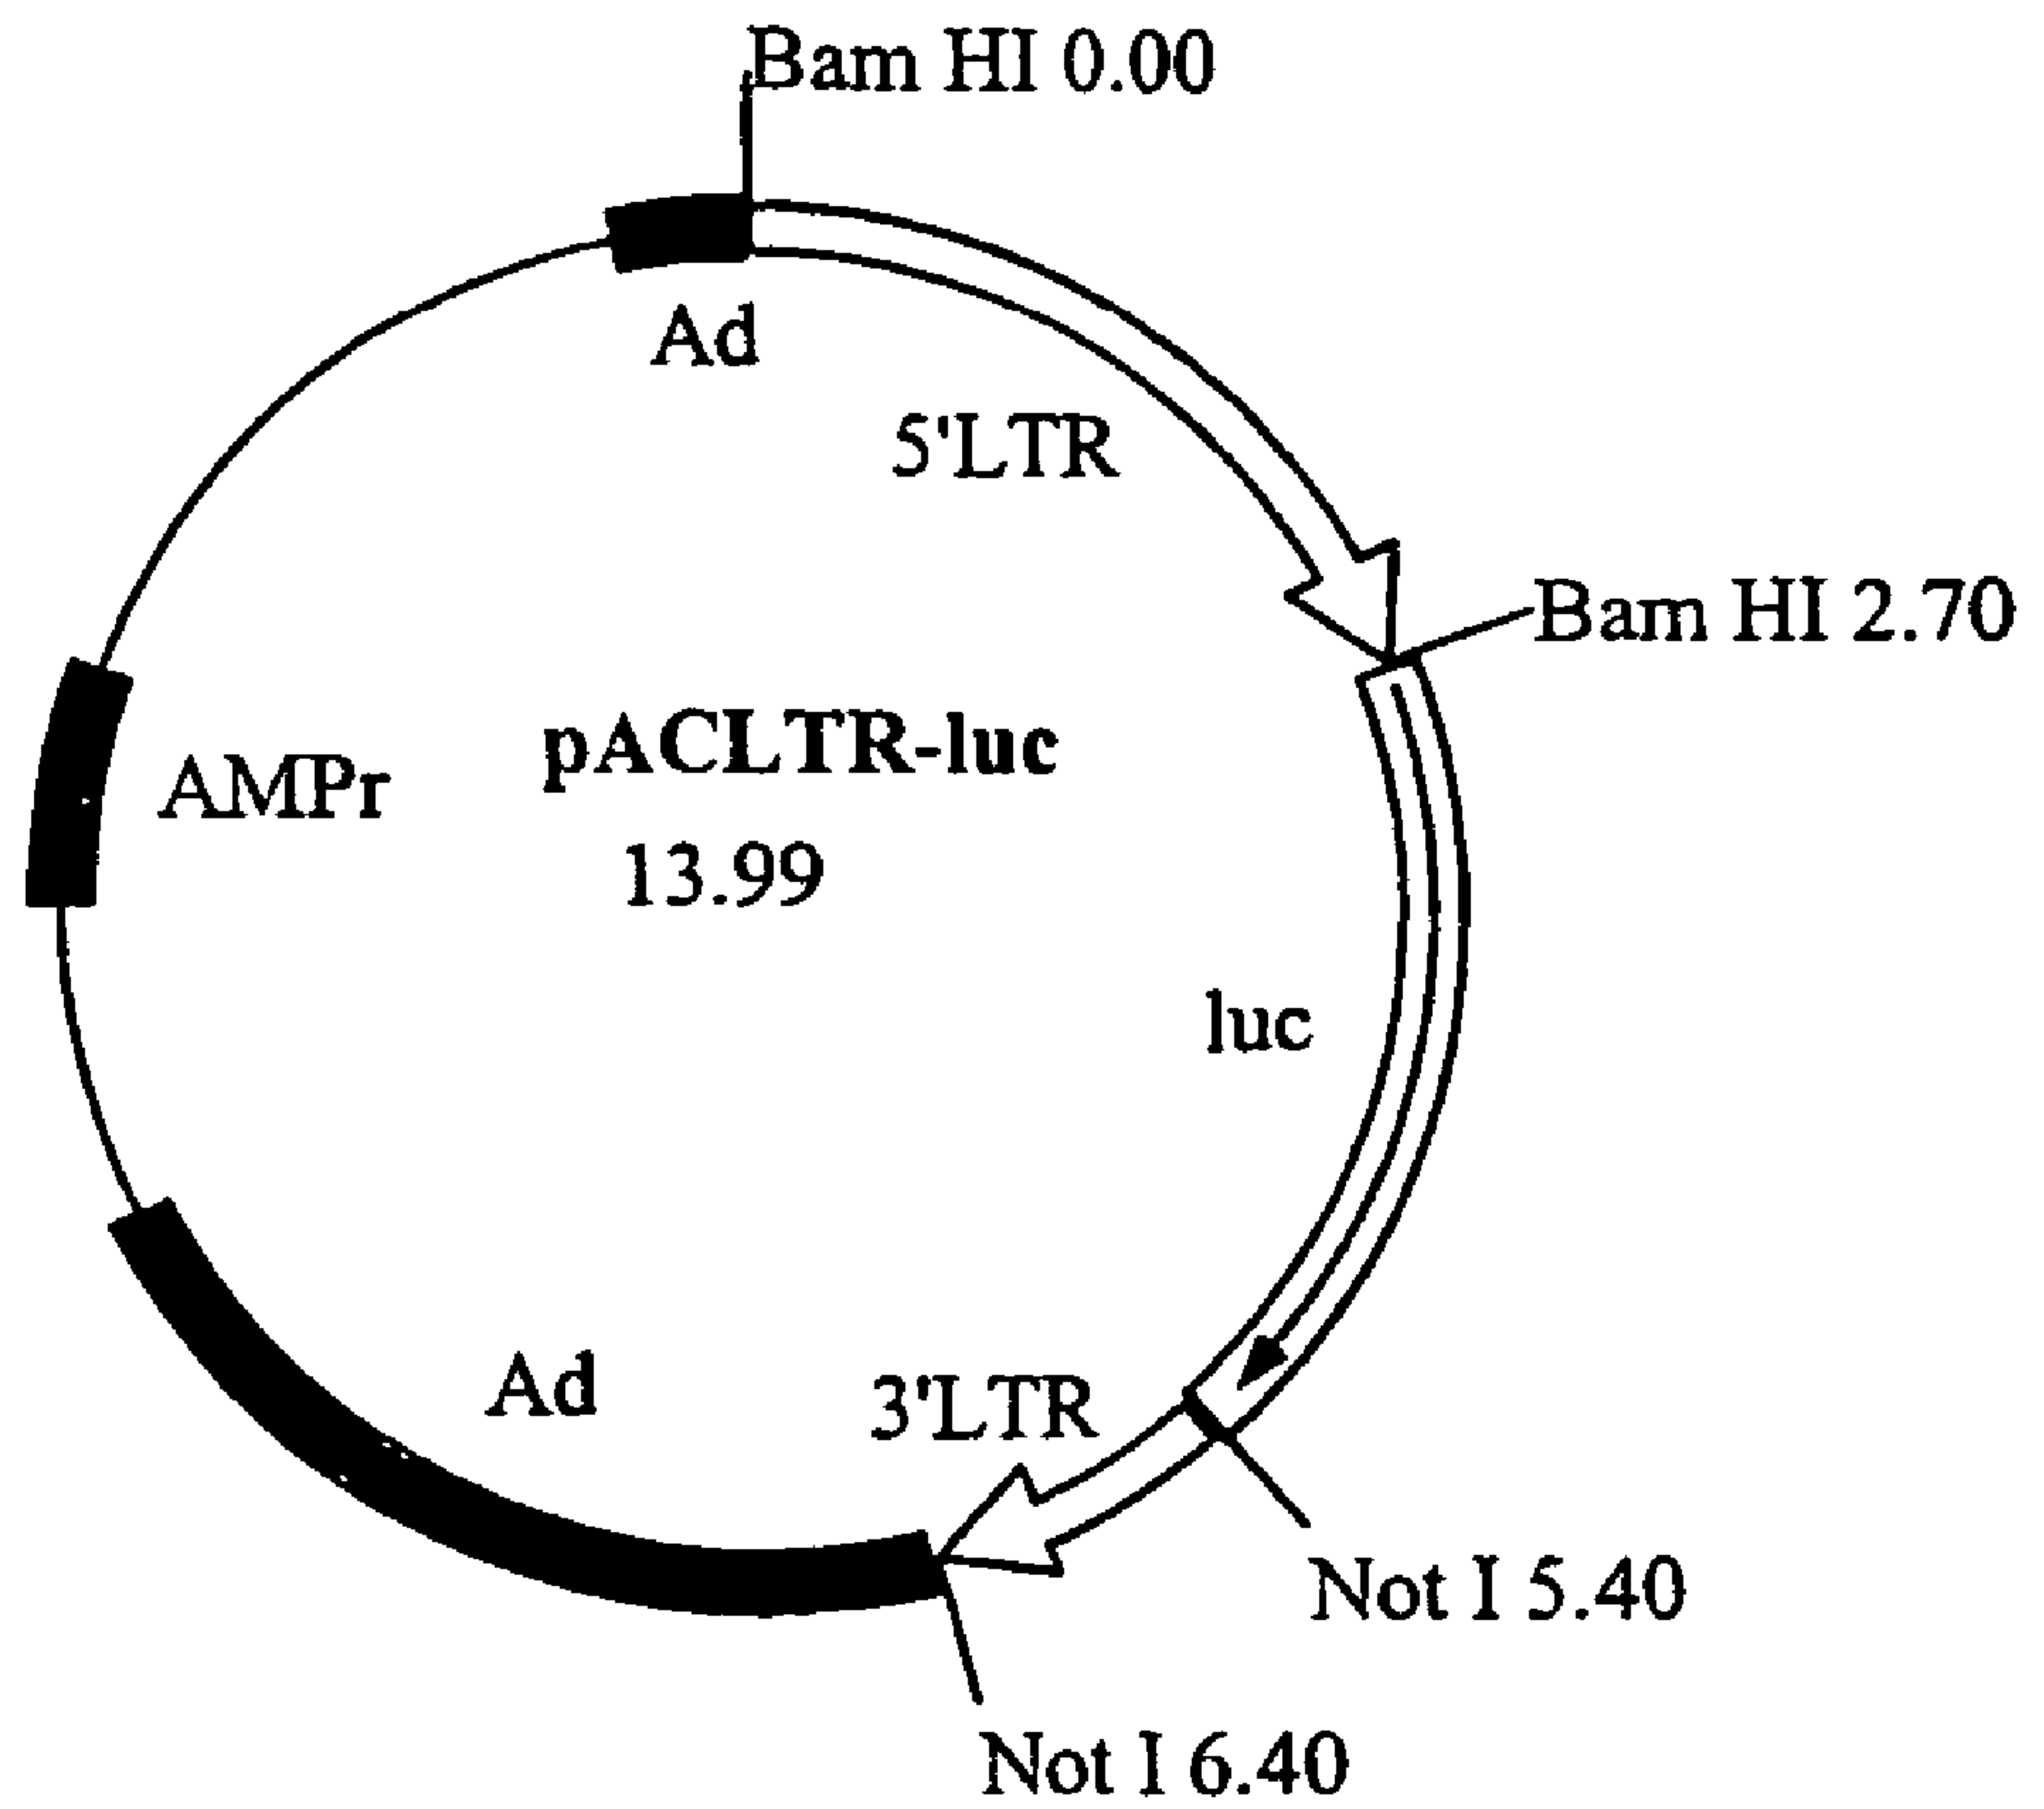 Bam HI 0.00
Ad
5'LTR
Bam HI 2.70
pACLTR-luc
13.99
AMPr
luc
Ad
3'LTR
Not I 5.40
Not I 6.40